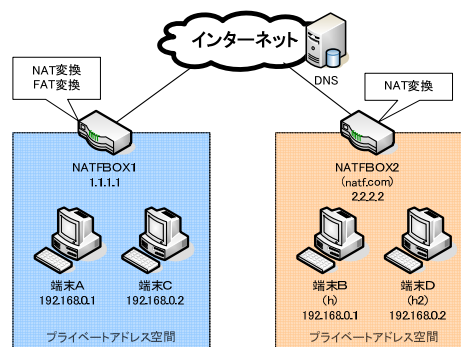 インターネット
DNS
NAT変換
FAT変換
NAT変換
NATFBOX1
1.1.1.1
NATFBOX2
(natf.com)
2.2.2.2
端末A
192.168.0.1
端末C
192.168.0.2
端末B
(h)
192.168.0.1
端末D
(h2)
192.168.0.2
プライベートアドレス空間
プライベートアドレス空間